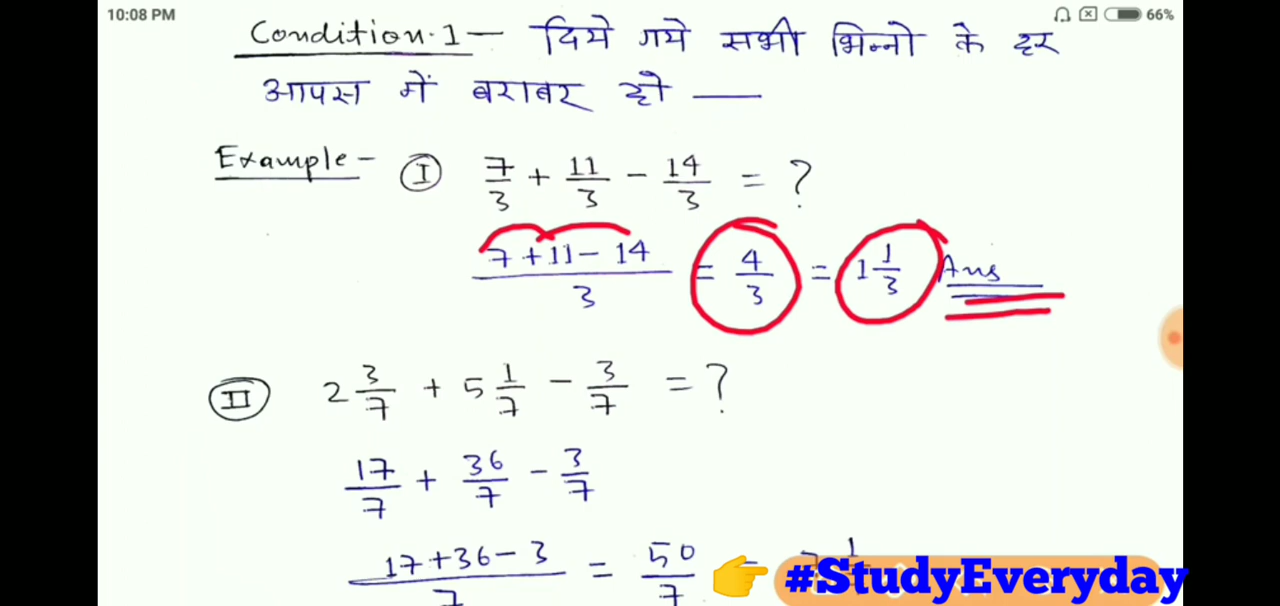 10:08 PM 66%
Condition.1 — दिये गये सभी भिन्नो के हर
आपस में बराबर हो —
Example- I 7/3 + 11/3 - 14/3 = ?
7+11-14/3 = 4/3 = 1 1/3 Ans
II 2 3/7 + 5 1/7 - 3/7 = ?
17/7 + 36/7 - 3/7
17+36-3/7 = 50/7
#StudyEveryday